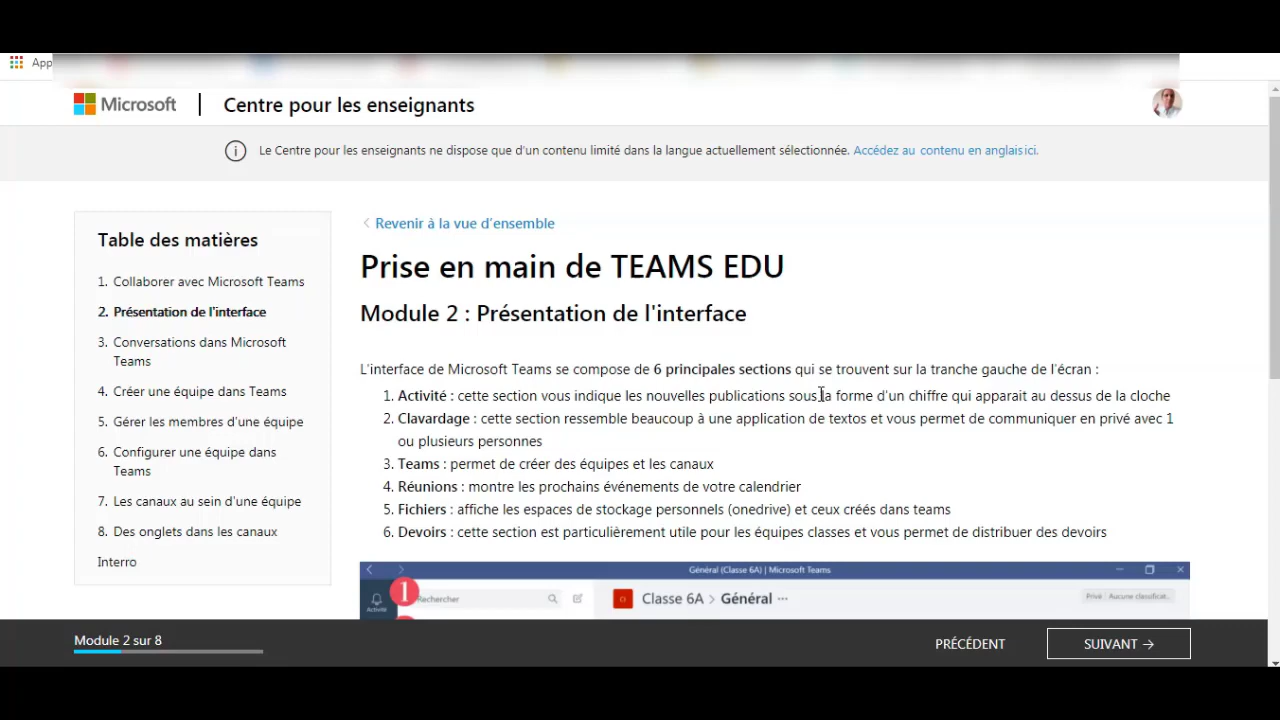 App
Microsoft | Centre pour les enseignants
Le Centre pour les enseignants ne dispose que d'un contenu limité dans la langue actuellement sélectionnée. Accédez au contenu en anglais ici.
Table des matières
1. Collaborer avec Microsoft Teams
2. Présentation de l'interface
3. Conversations dans Microsoft
Teams
4. Créer une équipe dans Teams
5. Gérer les membres d'une équipe
6. Configurer une équipe dans
Teams
7. Les canaux au sein d'une équipe
8. Des onglets dans les canaux
Interro
Revenir à la vue d'ensemble
Prise en main de TEAMS EDU
Module 2 : Présentation de l'interface
L'interface de Microsoft Teams se compose de 6 principales sections qui se trouvent sur la tranche gauche de l'écran :
1. Activité : cette section vous indique les nouvelles publications sous la forme d'un chiffre qui apparait au dessus de la cloche
2. Clavardage : cette section ressemble beaucoup à une application de textos et vous permet de communiquer en privé avec 1
ou plusieurs personnes
3. Teams : permet de créer des équipes et les canaux
4. Réunions : montre les prochains événements de votre calendrier
5. Fichiers : affiche les espaces de stockage personnels (onedrive) et ceux créés dans teams
6. Devoirs : cette section est particulièrement utile pour les équipes classes et vous permet de distribuer des devoirs
Général (Classe 6A) | Microsoft Teams
1
Activité
Rechercher
Classe 6A > Général ···
Privé Aucune classificat...
Module 2 sur 8
PRÉCÉDENT
SUIVANT →